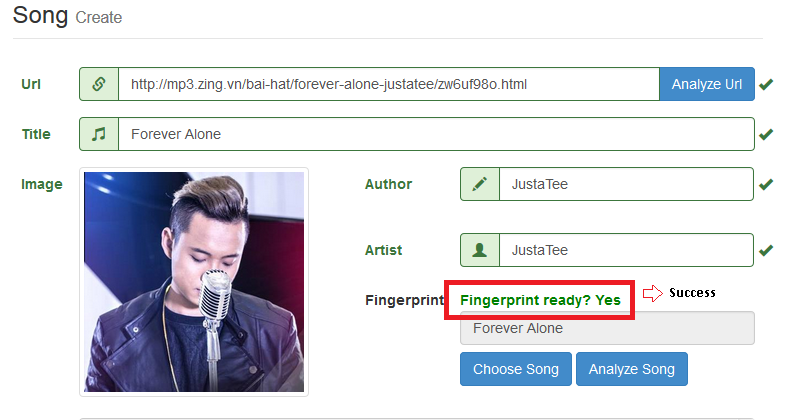 Song Create
Url http://mp3.zing.vn/bai-hat/forever-alone-justatee/zw6uf98o.html Analyze Url
Title Forever Alone
Image Author JustaTee
Artist JustaTee
Fingerprint Fingerprint ready? Yes Success
Forever Alone
Choose Song Analyze Song